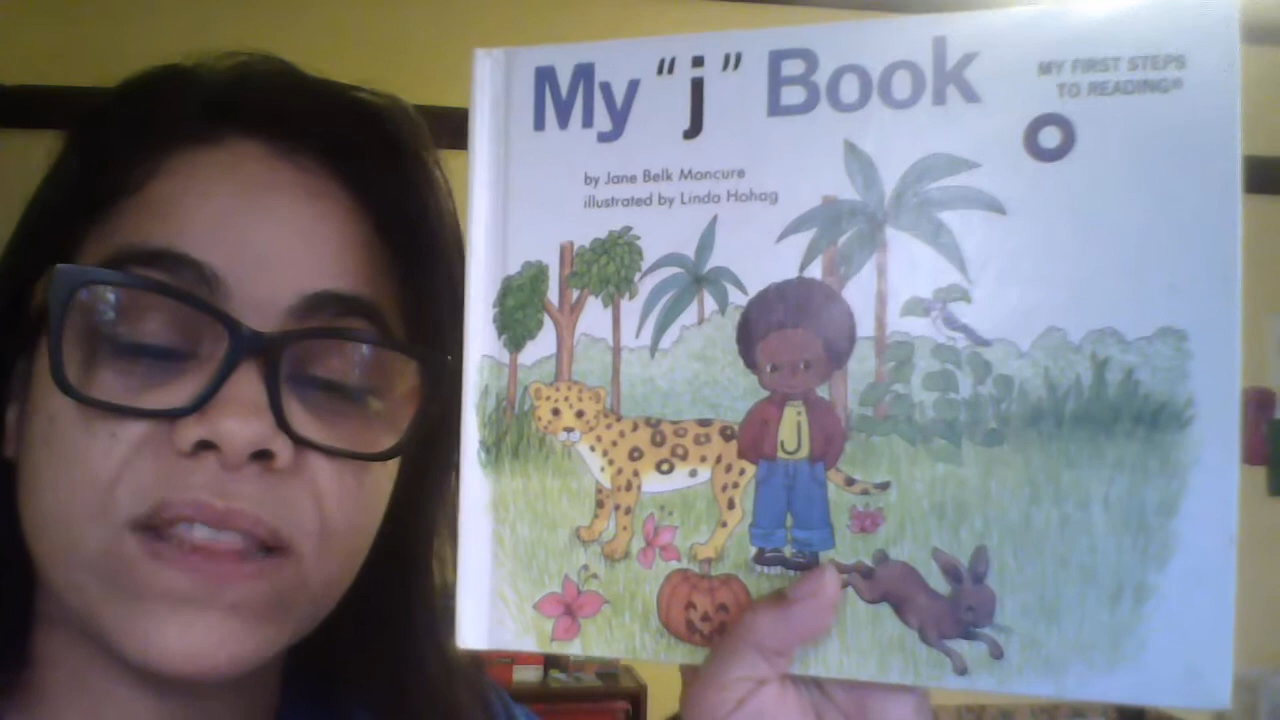 My "j" Book
MY FIRST STEPS
TO READING®
by Jane Belk Moncure
illustrated by Linda Hohag
j